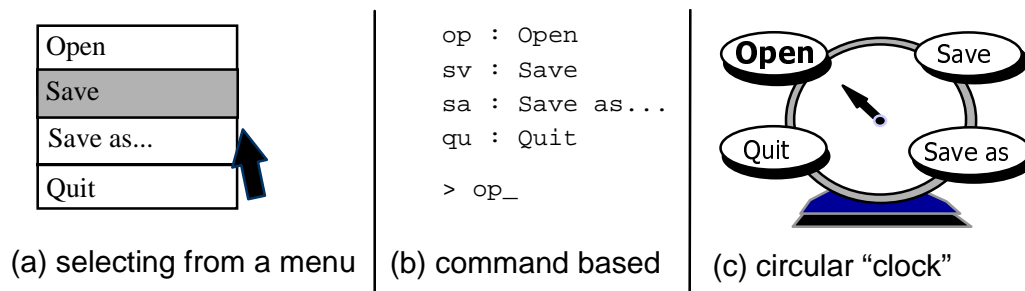 Open
Save
Save as...
Quit
(a) selecting from a menu
op : Open
sv : Save
sa : Save as...
qu : Quit
> op_
(b) command based
Open
Save
Quit
Save as
(c) circular “clock”